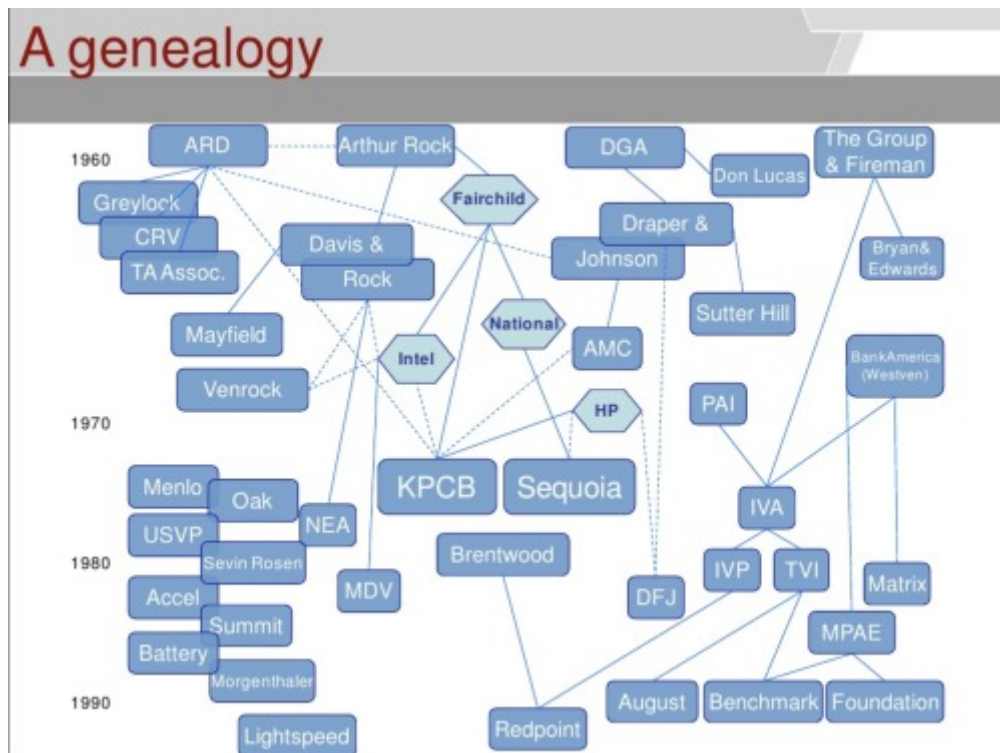 A genealogy
1960
ARD
Arthur Rock
DGA
The Group
& Fireman
Don Lucas
Greylock
Fairchild
CRV
Davis &
Draper &
TA Assoc.
Rock
Johnson
Bryan&
Edwards
Mayfield
National
Sutter Hill
Intel
AMC
BankAmerica
(Westven)
Venrock
PAI
HP
1970
KPCB
Sequoia
Menlo
Oak
NEA
IVA
USVP
Brentwood
1980
Sevin Rosen
MDV
DFJ
IVP
TVI
Matrix
Accel
Summit
MPAE
Battery
Morgenthaler
1990
August
Benchmark
Foundation
Lightspeed
Redpoint